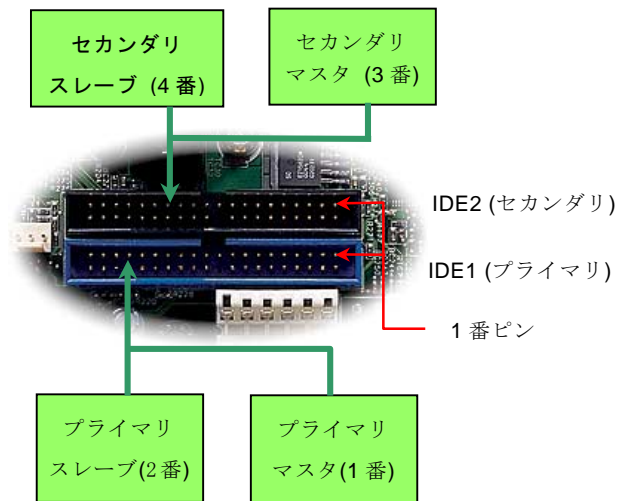 セカンダリ
スレーブ (4 番)
セカンダリ
マスタ (3 番)
IDE2 (セカンダリ)
IDE1 (プライマリ)
1 番ピン
プライマリ
スレーブ(2番)
プライマリ
マスタ(1 番)